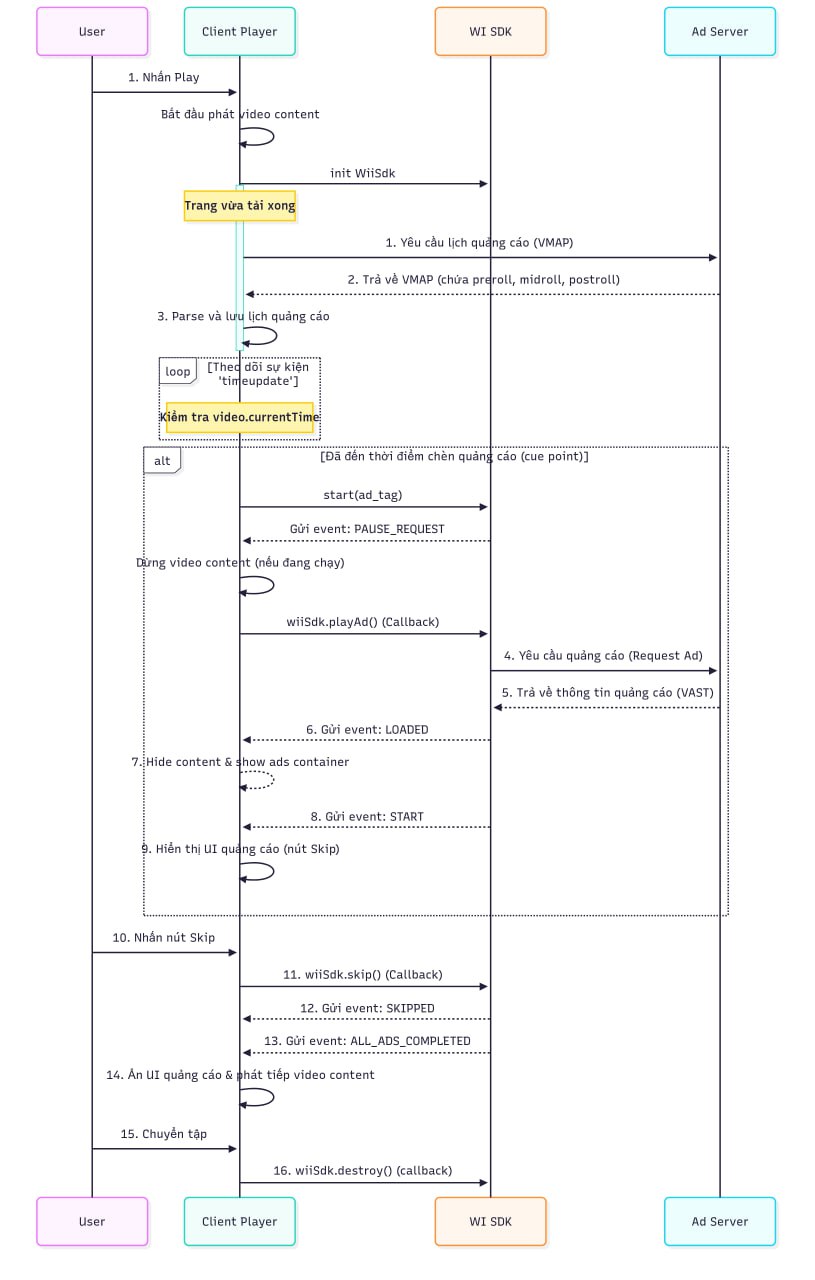 User
Client Player
WI SDK
Ad Server
1. Nhấn Play
Bắt đầu phát video content
init WiiSdk
Trang vừa tải xong
1. Yêu cầu lịch quảng cáo (VMAP)
2. Trả về VMAP (chứa preroll, midroll, postroll)
3. Parse và lưu lịch quảng cáo
loop
[Theo dõi sự kiện
'timeupdate']
Kiểm tra video.currentTime
alt
[Đã đến thời điểm chèn quảng cáo (cue point)]
start(ad_tag)
Gửi event: PAUSE_REQUEST
Dừng video content (nếu đang chạy)
wiiSdk.playAd() (Callback)
4. Yêu cầu quảng cáo (Request Ad)
5. Trả về thông tin quảng cáo (VAST)
6. Gửi event: LOADED
7. Hide content & show ads container
8. Gửi event: START
9. Hiển thị UI quảng cáo (nút Skip)
10. Nhấn nút Skip
11. wiiSdk.skip() (Callback)
12. Gửi event: SKIPPED
13. Gửi event: ALL_ADS_COMPLETED
14. Ẩn UI quảng cáo & phát tiếp video content
15. Chuyển tập
16. wiiSdk.destroy() (callback)
User
Client Player
WI SDK
Ad Server